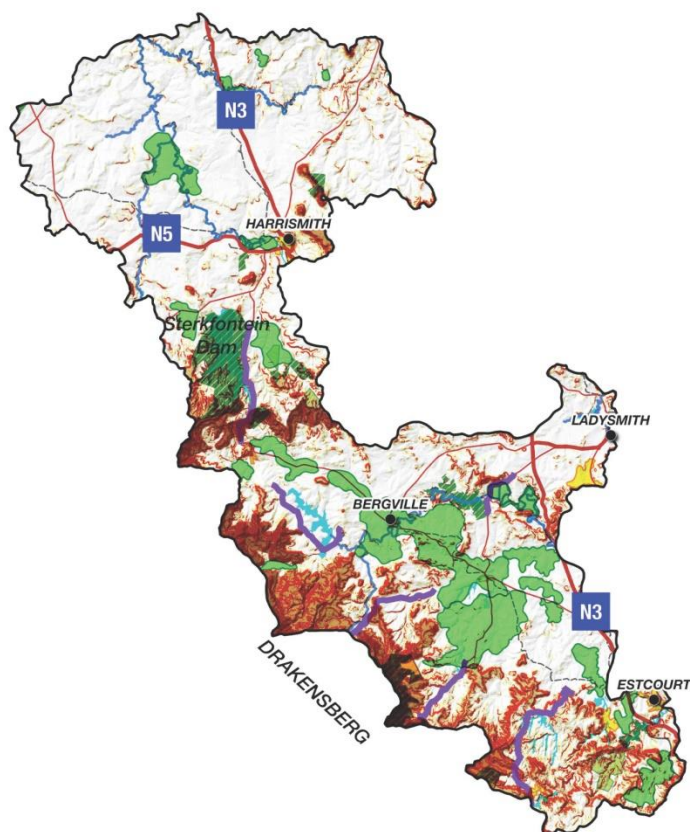 N3
HARRISMITH
N5
Sterkfontein
Dam
LADYSMITH
BERGVILLE
N3
DRAKENSBERG
ESTCOURT